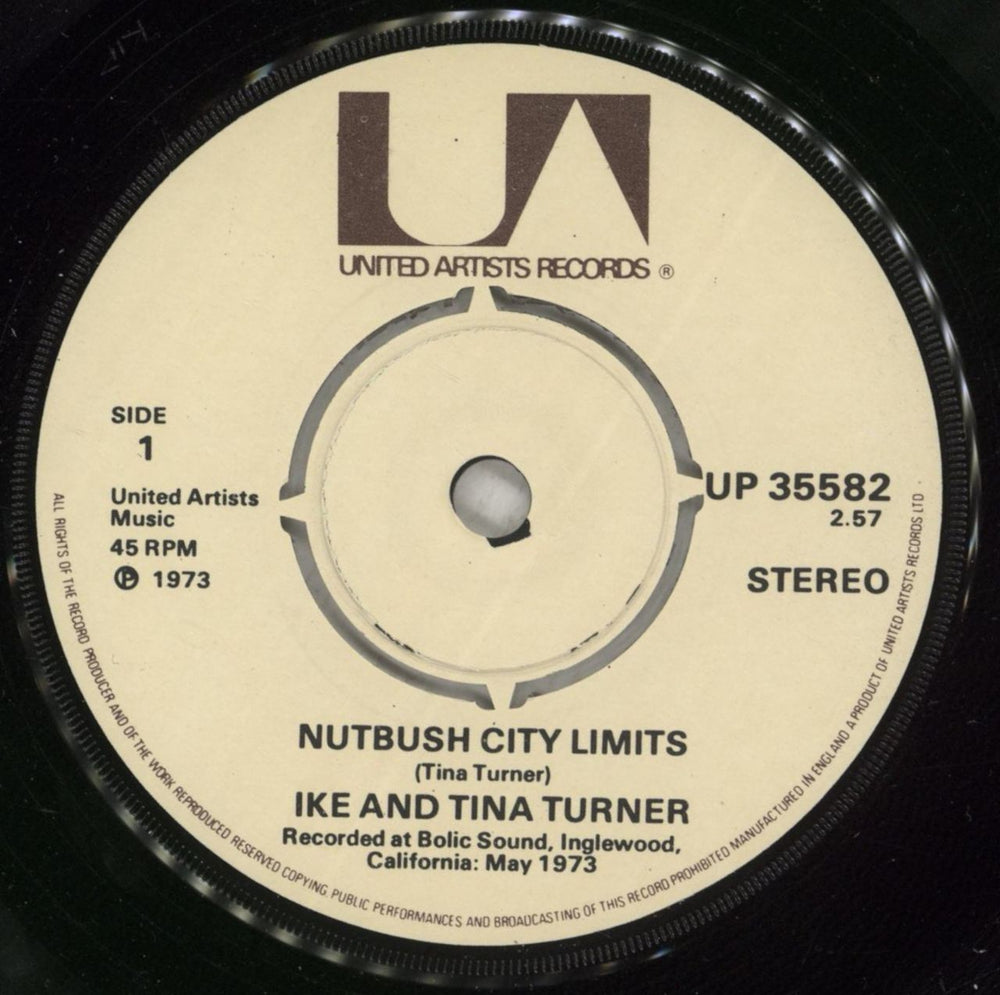 UA
UNITED ARTISTS RECORDS ®
SIDE
1
United Artists
Music
45 RPM
℗ 1973
UP 35582
2.57
STEREO
NUTBUSH CITY LIMITS
(Tina Turner)
IKE AND TINA TURNER
Recorded at Bolic Sound, Inglewood,
California: May 1973
ALL RIGHTS OF THE RECORD PRODUCER AND OF THE WORK REPRODUCED RESERVED COPYING PUBLIC PERFORMANCES AND BROADCASTING OF THIS RECORD PROHIBITED MANUFACTURED IN ENGLAND A PRODUCT OF UNITED ARTISTS RECORDS LTD .